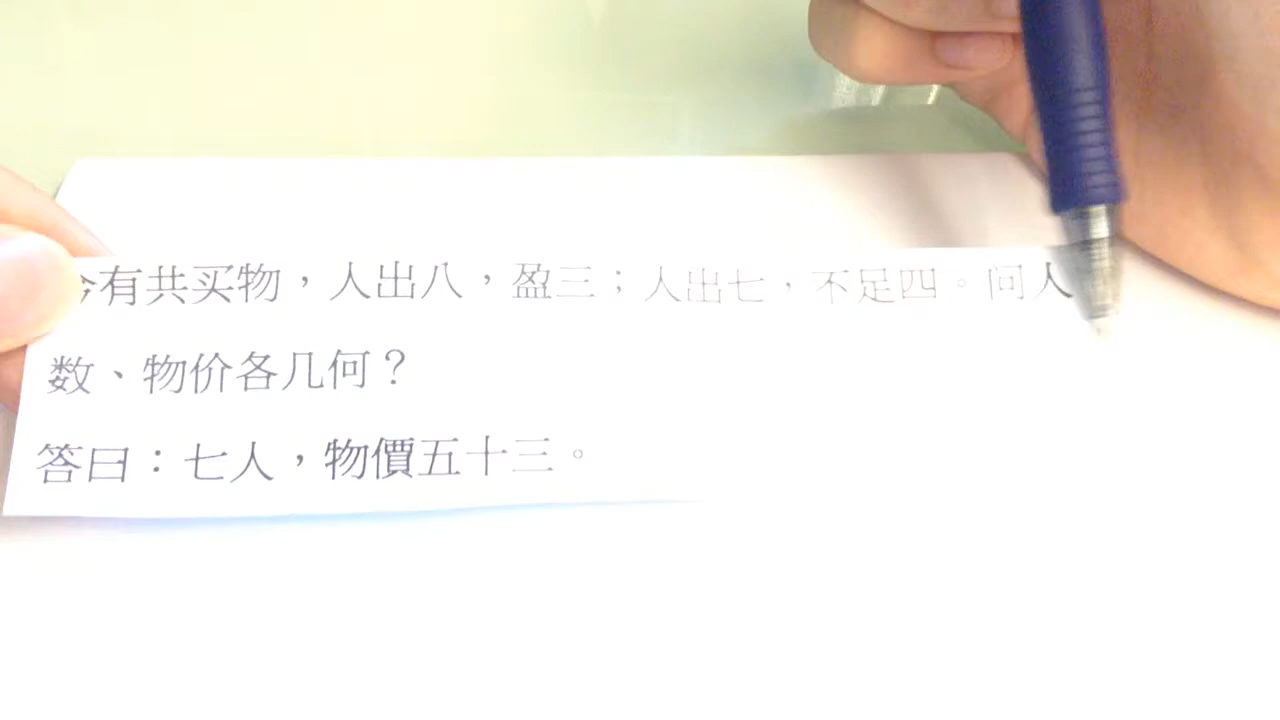 今有共买物，人出八，盈三；人出七，不足四。问人
数、物价各几何？
答曰：七人，物價五十三。